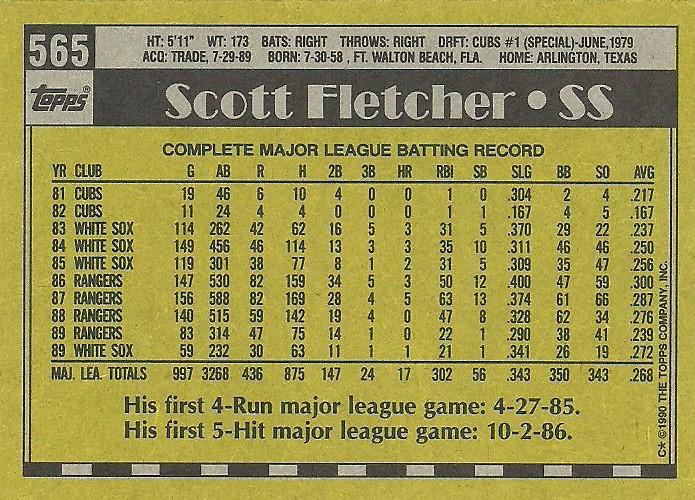 565
HT: 5'11" WT: 173 BATS: RIGHT THROWS: RIGHT DRFT: CUBS #1 (SPECIAL)-JUNE,1979
ACQ: TRADE, 7-29-89 BORN: 7-30-58 , FT. WALTON BEACH, FLA. HOME: ARLINGTON, TEXAS
TOPPS®
Scott Fletcher • SS
COMPLETE MAJOR LEAGUE BATTING RECORD
YR CLUB G AB R H 2B 3B HR RBI SB SLG BB SO AVG
81 CUBS 19 46 6 10 4 0 0 1 0 .304 2 4 .217
82 CUBS 11 24 4 4 0 0 0 1 1 .167 4 5 .167
83 WHITE SOX 114 262 42 62 16 5 3 31 5 .370 29 22 .237
84 WHITE SOX 149 456 46 114 13 3 3 35 10 .311 46 46 .250
85 WHITE SOX 119 301 38 77 8 1 2 31 5 .309 35 47 .256
86 RANGERS 147 530 82 159 34 5 3 50 12 .400 47 59 .300
87 RANGERS 156 588 82 169 28 4 5 63 13 .374 61 66 .287
88 RANGERS 140 515 59 142 19 4 0 47 8 .328 62 34 .276
89 RANGERS 83 314 47 75 14 1 0 22 1 .290 38 41 .239
89 WHITE SOX 59 232 30 63 11 1 1 21 1 .341 26 19 .272
MAJ. LEA. TOTALS 997 3268 436 875 147 24 17 302 56 .343 350 343 .268
His first 4-Run major league game: 4-27-85.
His first 5-Hit major league game: 10-2-86.
C* ©1990 THE TOPPS COMPANY, INC.